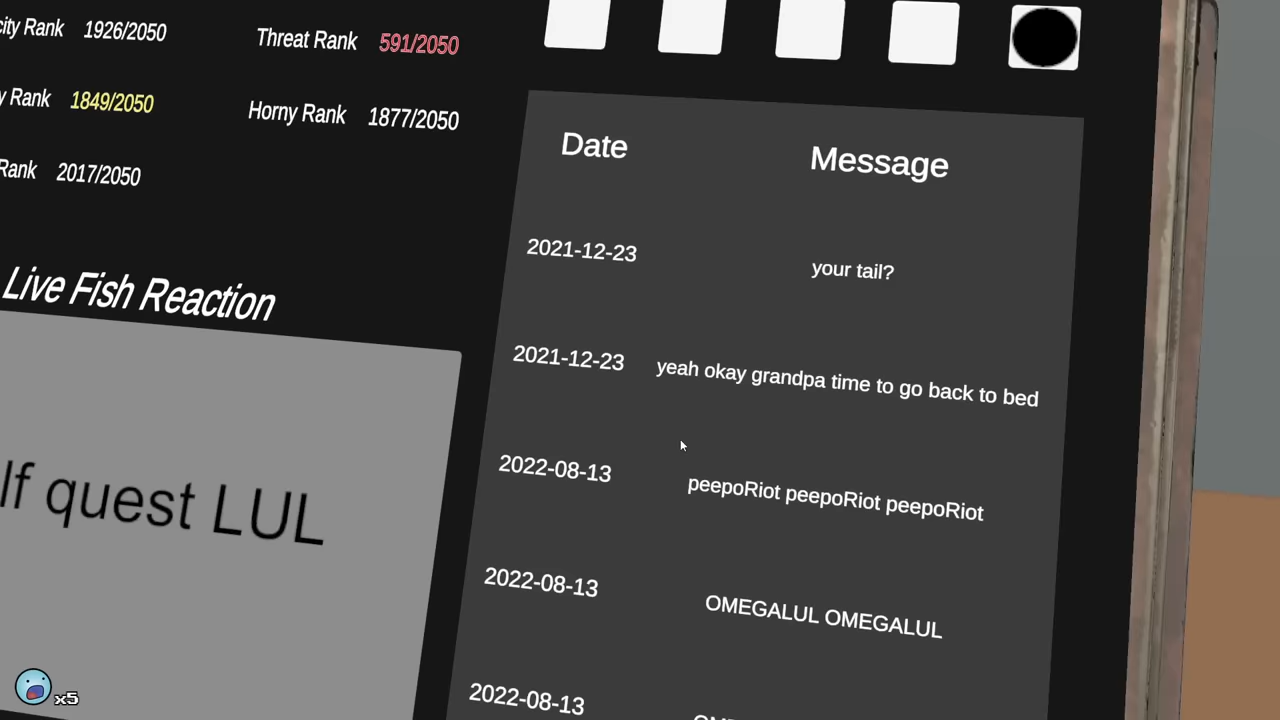 city Rank 1926/2050 Threat Rank 591/2050
y Rank 1849/2050 Horny Rank 1877/2050
Rank 2017/2050
Live Fish Reaction
lf quest LUL
Date Message
2021-12-23 your tail?
2021-12-23 yeah okay grandpa time to go back to bed
2022-08-13 peepoRiot peepoRiot peepoRiot
2022-08-13 OMEGALUL OMEGALUL
2022-08-13
x5